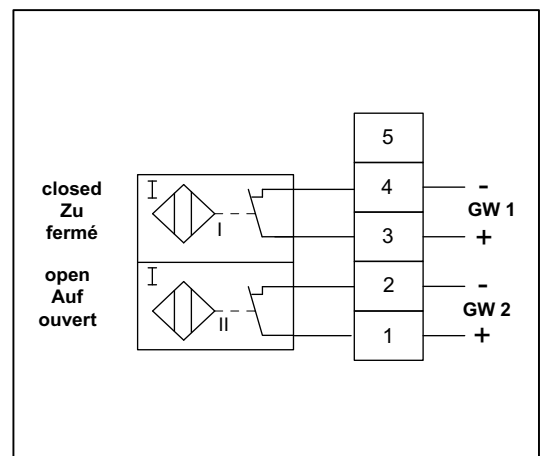 closed
Zu
fermé
I
I
open
Auf
ouvert
I
II
5
4
3
2
1
-
GW 1
+
-
GW 2
+